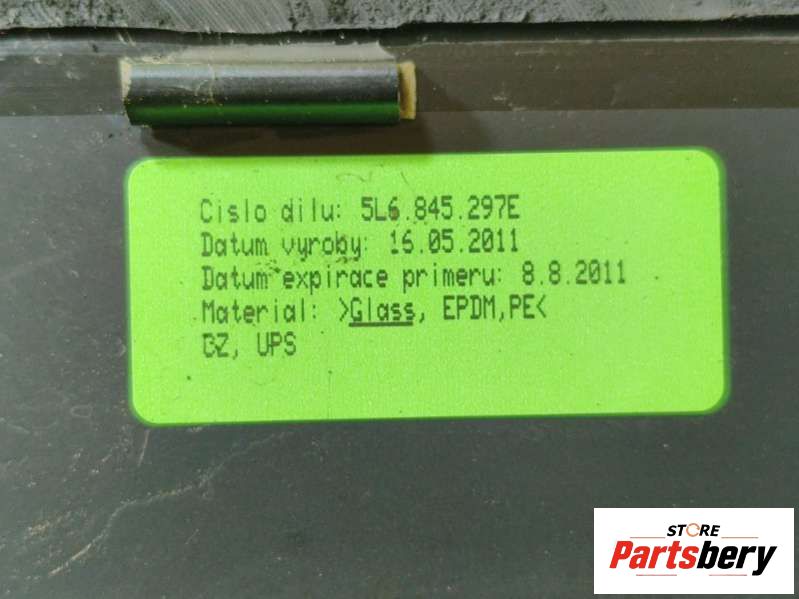 Cislo dilu: 5L6.845.297E
Datum vyroby: 16.05.2011
Datum expirace primeru: 8.8.2011
Material: >Glass, EPDM,PE<
CZ, UPS
STORE
Partsbery